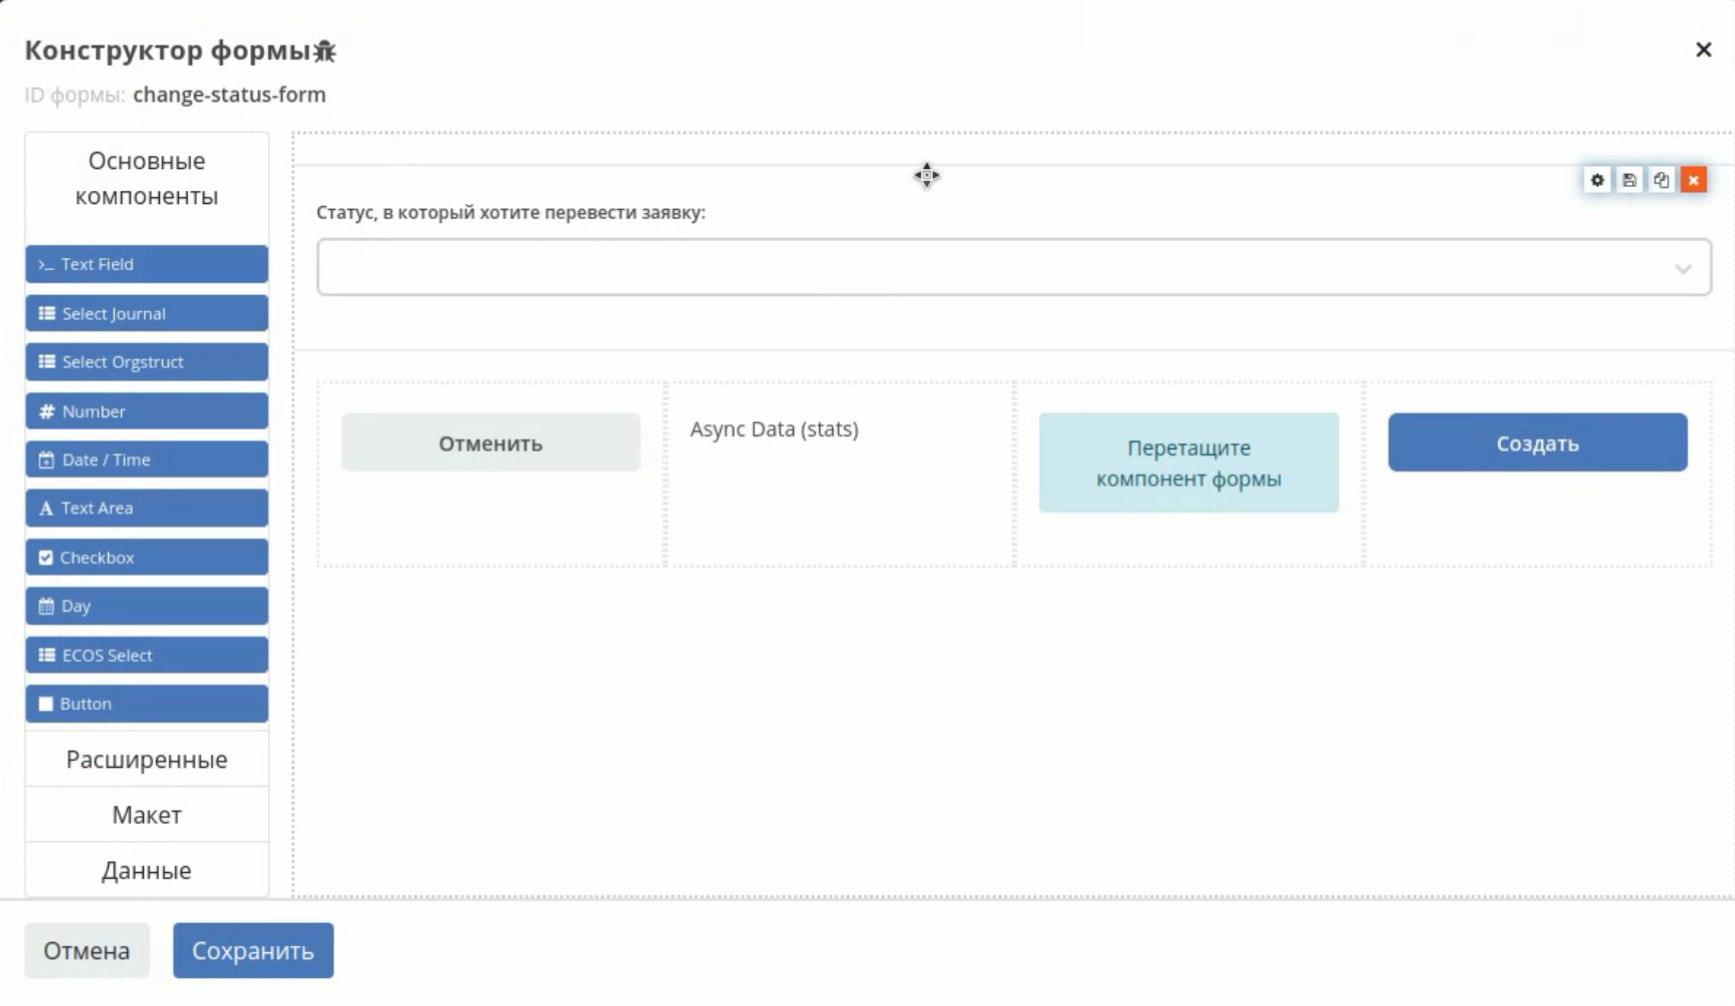 Конструктор формы
ID формы: change-status-form
Основные
компоненты
Text Field
Select Journal
Select Orgstruct
Number
Date / Time
Text Area
Checkbox
Day
ECOS Select
Button
Расширенные
Макет
Данные
Статус, в который хотите перевести заявку:
Отменить
Async Data (stats)
Перетащите
компонент формы
Создать
Отмена
Сохранить